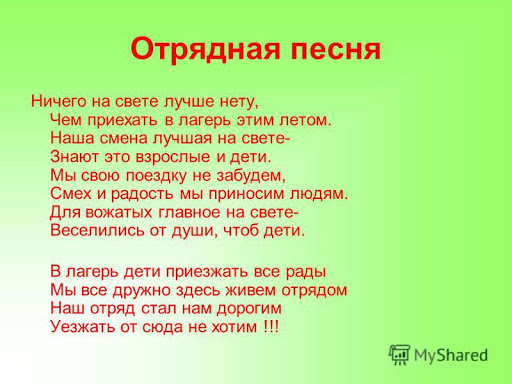 Отрядная песня
Ничего на свете лучше нету,
Чем приехать в лагерь этим летом.
Наша смена лучшая на свете-
Знают это взрослые и дети.
Мы свою поездку не забудем,
Смех и радость мы приносим людям.
Для вожатых главное на свете-
Веселились от души, чтоб дети.
В лагерь дети приезжать все рады
Мы все дружно здесь живем отрядом
Наш отряд стал нам дорогим
Уезжать от сюда не хотим !!!
MyShared